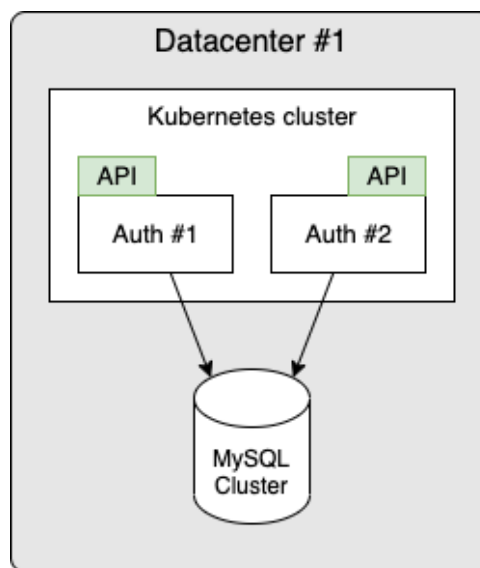 Datacenter #1
Kubernetes cluster
API
API
Auth #1
Auth #2
MySQL
Cluster